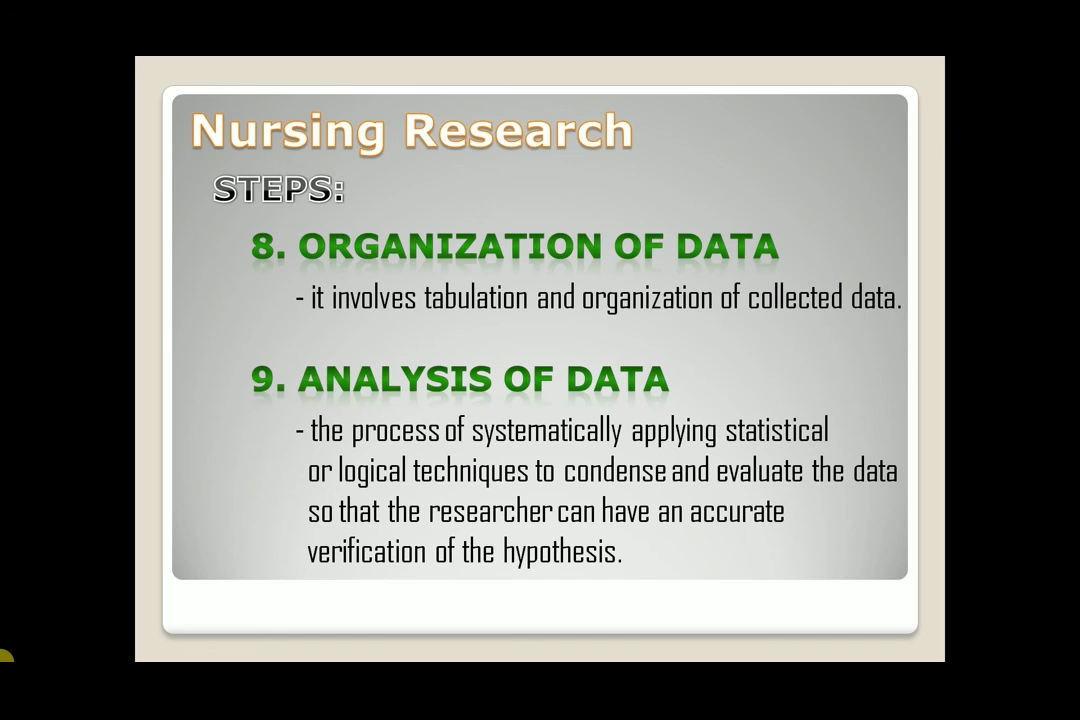 Nursing Research
STEPS:
8. ORGANIZATION OF DATA
- it involves tabulation and organization of collected data.
9. ANALYSIS OF DATA
- the process of systematically applying statistical
or logical techniques to condense and evaluate the data
so that the researcher can have an accurate
verification of the hypothesis.